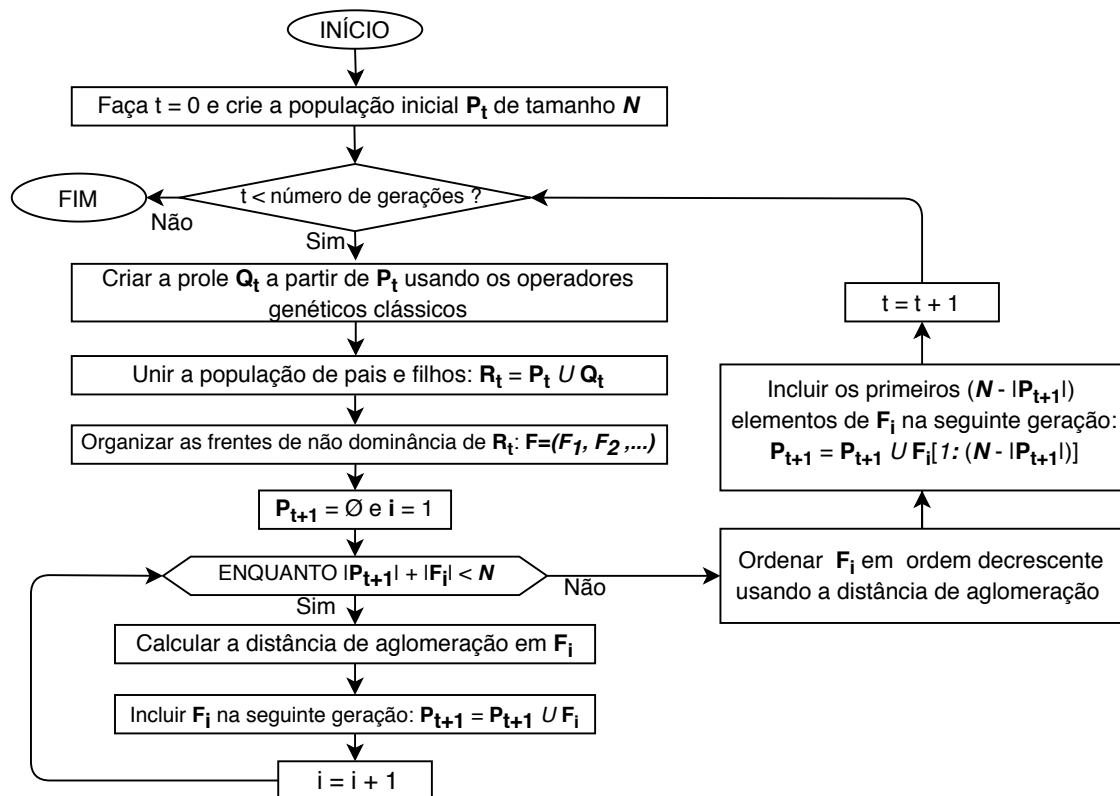 INÍCIO
Faça t = 0 e crie a população inicial Pt de tamanho N
t < número de gerações ?
FIM
Não
Sim
Criar a prole Qt a partir de Pt usando os operadores
genéticos clássicos
Unir a população de pais e filhos: Rt = Pt U Qt
Organizar as frentes de não dominância de Rt: F=(F1, F2 ,...)
Pt+1 = Ø e i = 1
ENQUANTO |Pt+1| + |Fi| < N
Não
Sim
Calcular a distância de aglomeração em Fi
Incluir Fi na seguinte geração: Pt+1 = Pt+1 U Fi
i = i + 1
Ordenar Fi em ordem decrescente
usando a distância de aglomeração
Incluir os primeiros (N - |Pt+1|)
elementos de Fi na seguinte geração:
Pt+1 = Pt+1 U Fi[1: (N - |Pt+1|)]
t = t + 1